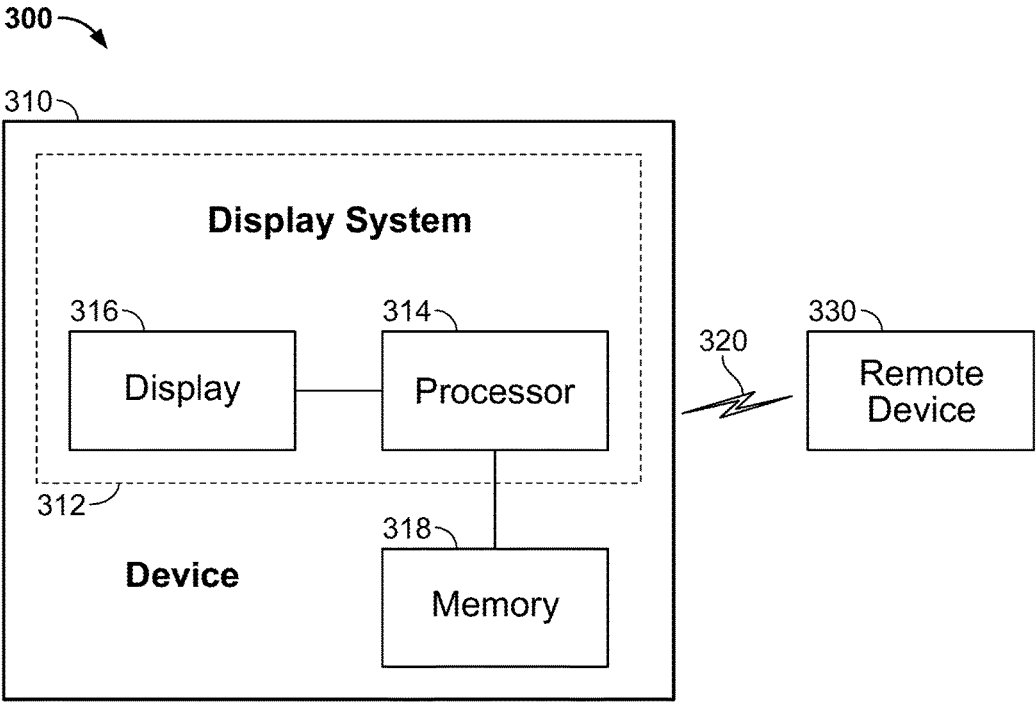 300
310
Display System
316
314
330
320
Display
Processor
Remote
Device
312
318
Device
Memory